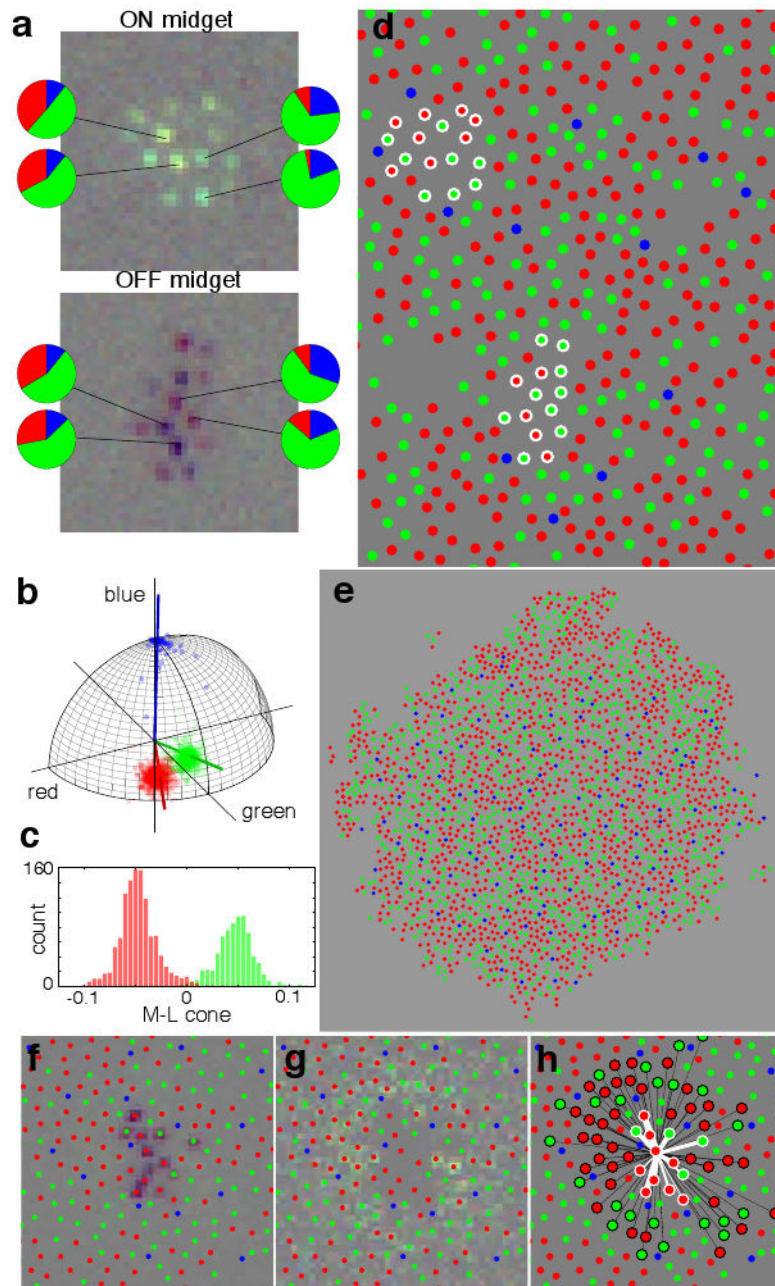 a
ON midget
OFF midget
d
b
blue
red
green
c
160
count
0
-0.1
0
0.1
M-L cone
e
f
g
h